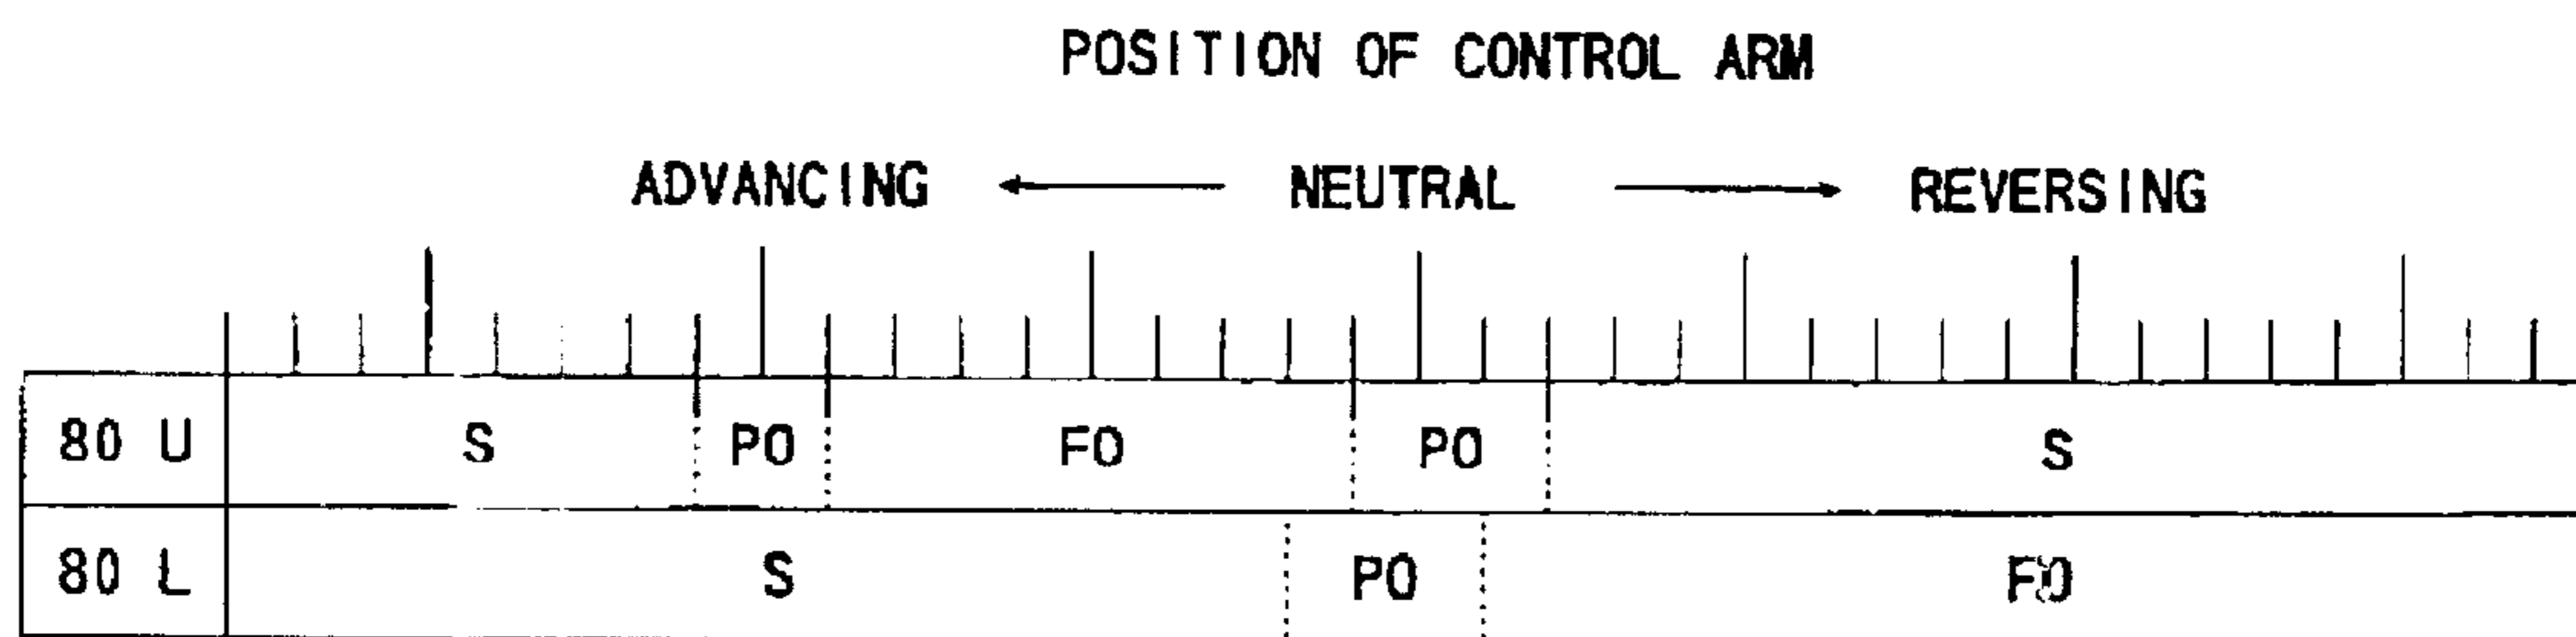 POSITION OF CONTROL ARM
ADVANCING NEUTRAL REVERSING
80 U S PO FO PO S
80 L S PO FO